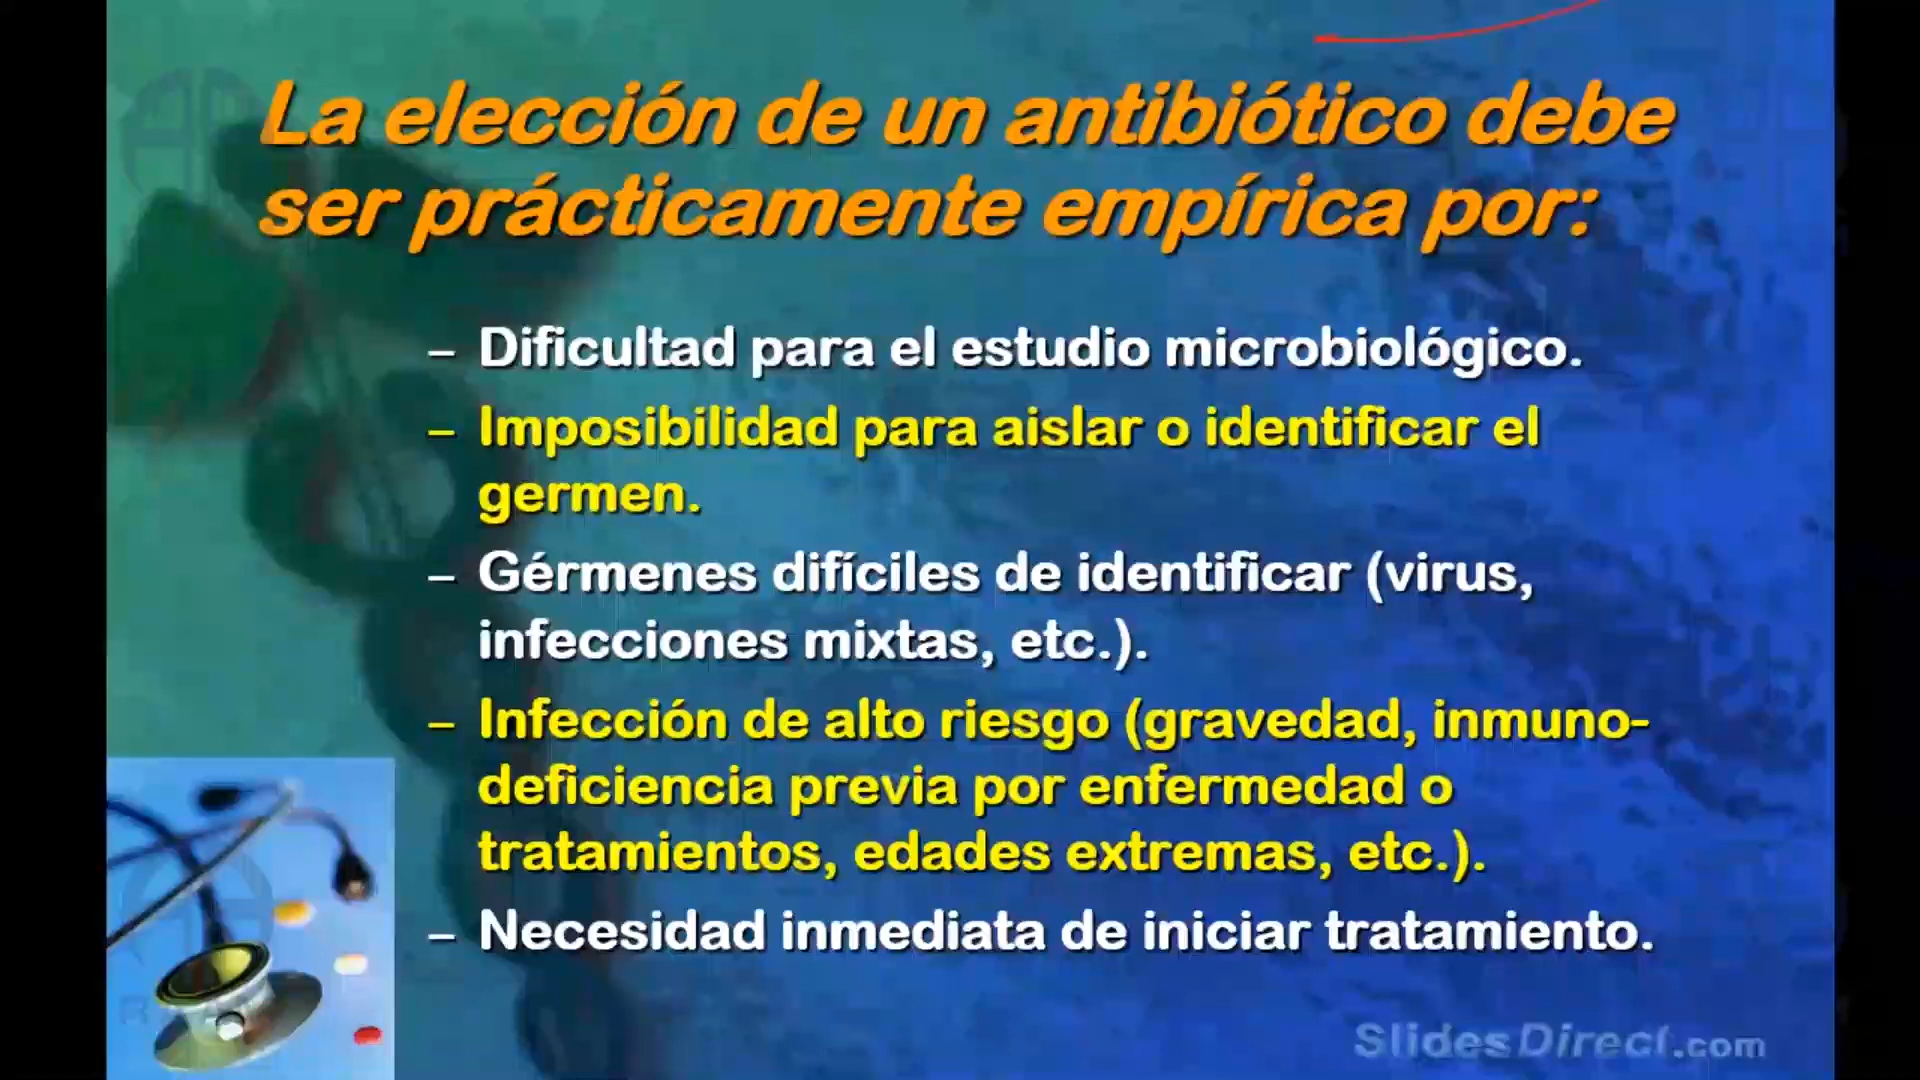 La elección de un antibiótico debe
ser prácticamente empírica por:
– Dificultad para el estudio microbiológico.
– Imposibilidad para aislar o identificar el
germen.
– Gérmenes difíciles de identificar (virus,
infecciones mixtas, etc.).
– Infección de alto riesgo (gravedad, inmuno-
deficiencia previa por enfermedad o
tratamientos, edades extremas, etc.).
– Necesidad inmediata de iniciar tratamiento.
SlidesDirect.com